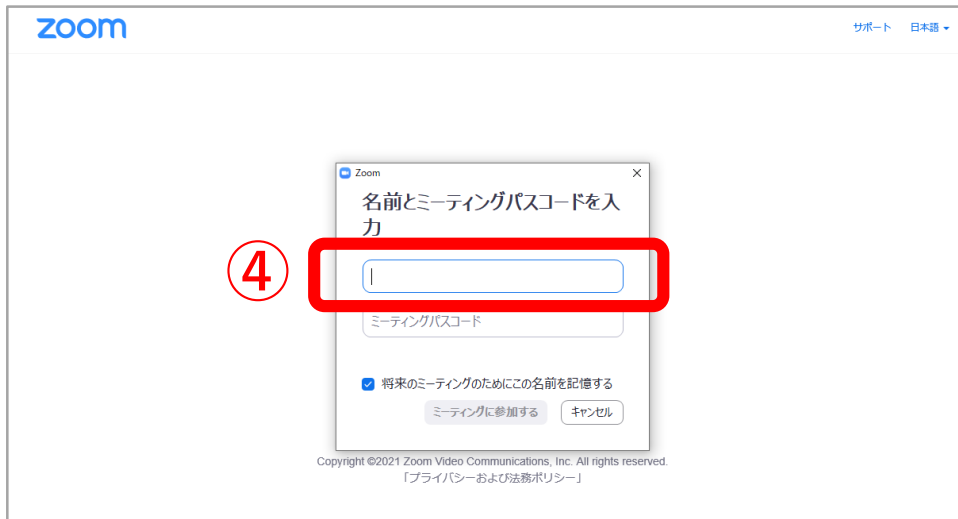 zoom
サポート 日本語
Zoom
名前とミーティングパスコードを入
力
④
ミーティングパスコード
将来のミーティングのためにこの名前を記憶する
ミーティングに参加する キャンセル
Copyright ©2021 Zoom Video Communications, Inc. All rights reserved.
「プライバシーおよび法務ポリシー」